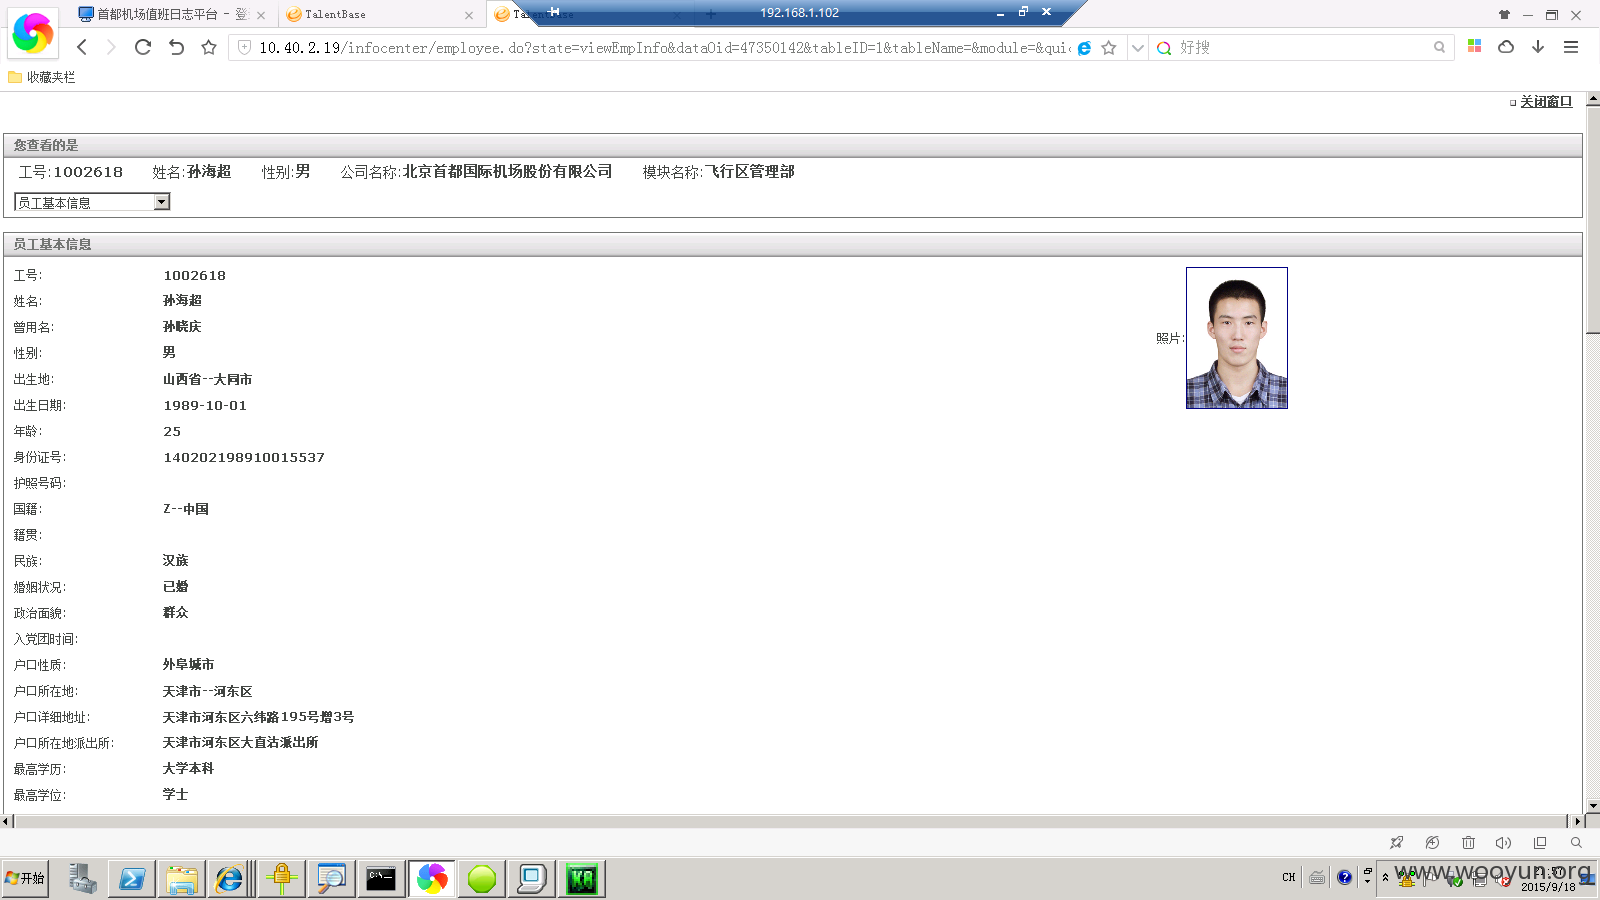 首都机场值班日志平台 - 登
TalentBase
TalentBase
192.168.1.102
10.40.2.19/infocenter/employee.do?state=viewEmpInfo&dataOid=47350142&tableID=1&tableName=&module=&quic
好搜
收藏夹栏
关闭窗口
您查看的是
工号:1002618 姓名:孙海超 性别:男 公司名称:北京首都国际机场股份有限公司 模块名称:飞行区管理部
员工基本信息
员工基本信息
工号: 1002618
姓名: 孙海超
曾用名: 孙晓庆
性别: 男
照片:
出生地: 山西省--大同市
出生日期: 1989-10-01
年龄: 25
身份证号: 140202198910015537
护照号码:
国籍: Z--中国
籍贯:
民族: 汉族
婚姻状况: 已婚
政治面貌: 群众
入党团时间:
户口性质: 外阜城市
户口所在地: 天津市--河东区
户口详细地址: 天津市河东区六纬路195号增3号
户口所在地派出所: 天津市河东区大直沽派出所
最高学历: 大学本科
最高学位: 学士
开始
CH
www.wooyun.org
2015/9/18